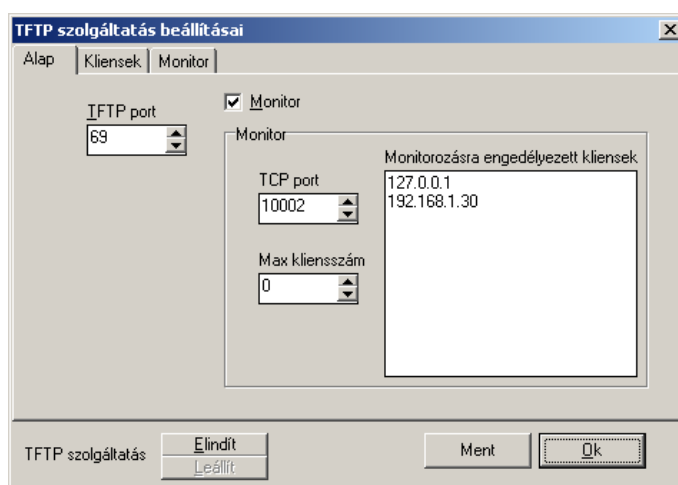 TFTP szolgáltatás beállításai
Alap Kliensek Monitor
TFTP port
69
Monitor
Monitor
TCP port
10002
Max kliensszám
0
Monitorozásra engedélyezett kliensek
127.0.0.1
192.168.1.30
TFTP szolgáltatás
Elindít
Leállít
Ment
Ok